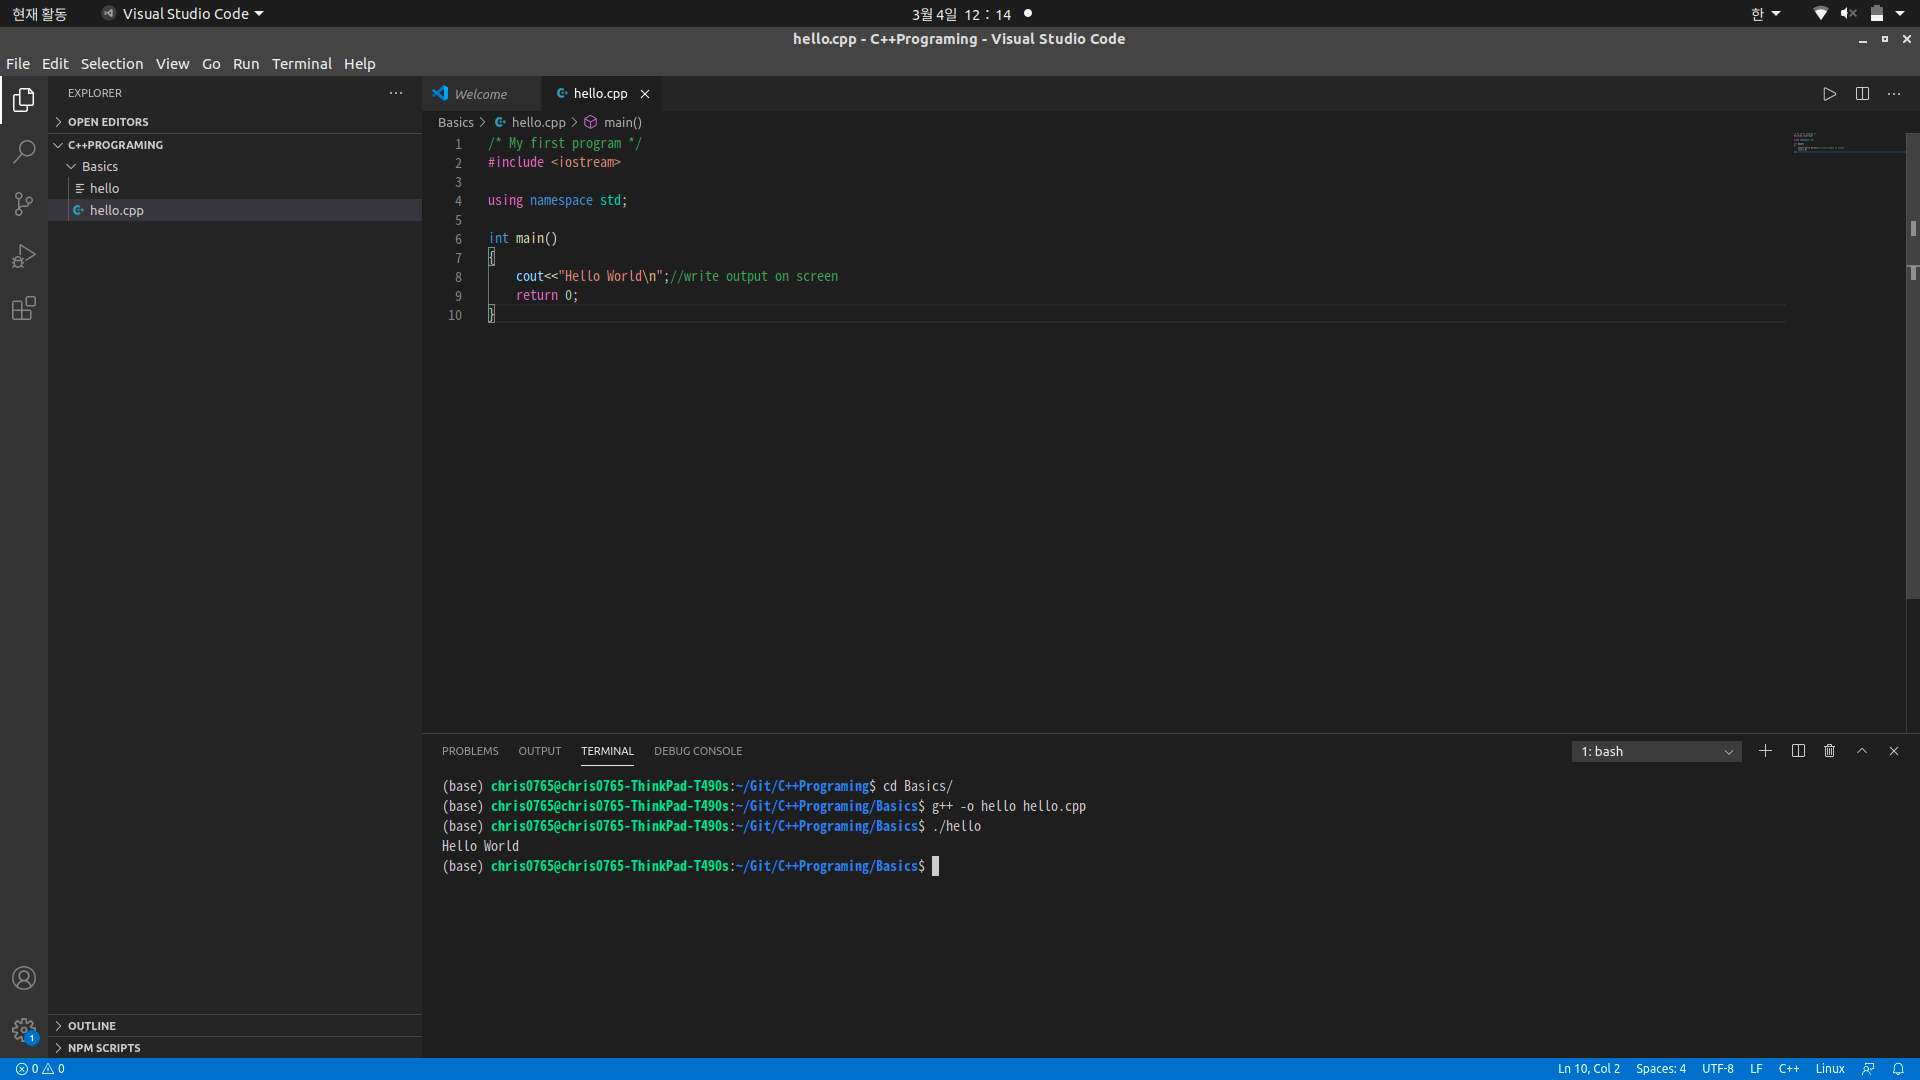 현재 활동 Visual Studio Code 3월 4일 12 : 14 한
hello.cpp - C++Programing - Visual Studio Code
File Edit Selection View Go Run Terminal Help
EXPLORER
OPEN EDITORS
C++PROGRAMING
Basics
hello
hello.cpp
OUTLINE
NPM SCRIPTS
1
Welcome hello.cpp
Basics > hello.cpp > main()
1 /* My first program */
2 #include <iostream>
3
4 using namespace std;
5
6 int main()
7 {
8 cout<<"Hello World\n";//write output on screen
9 return 0;
10 }
PROBLEMS OUTPUT TERMINAL DEBUG CONSOLE 1: bash
(base) chris0765@chris0765-ThinkPad-T490s:~/Git/C++Programing$ cd Basics/
(base) chris0765@chris0765-ThinkPad-T490s:~/Git/C++Programing/Basics$ g++ -o hello hello.cpp
(base) chris0765@chris0765-ThinkPad-T490s:~/Git/C++Programing/Basics$ ./hello
Hello World
(base) chris0765@chris0765-ThinkPad-T490s:~/Git/C++Programing/Basics$
0 0 Ln 10, Col 2 Spaces: 4 UTF-8 LF C++ Linux